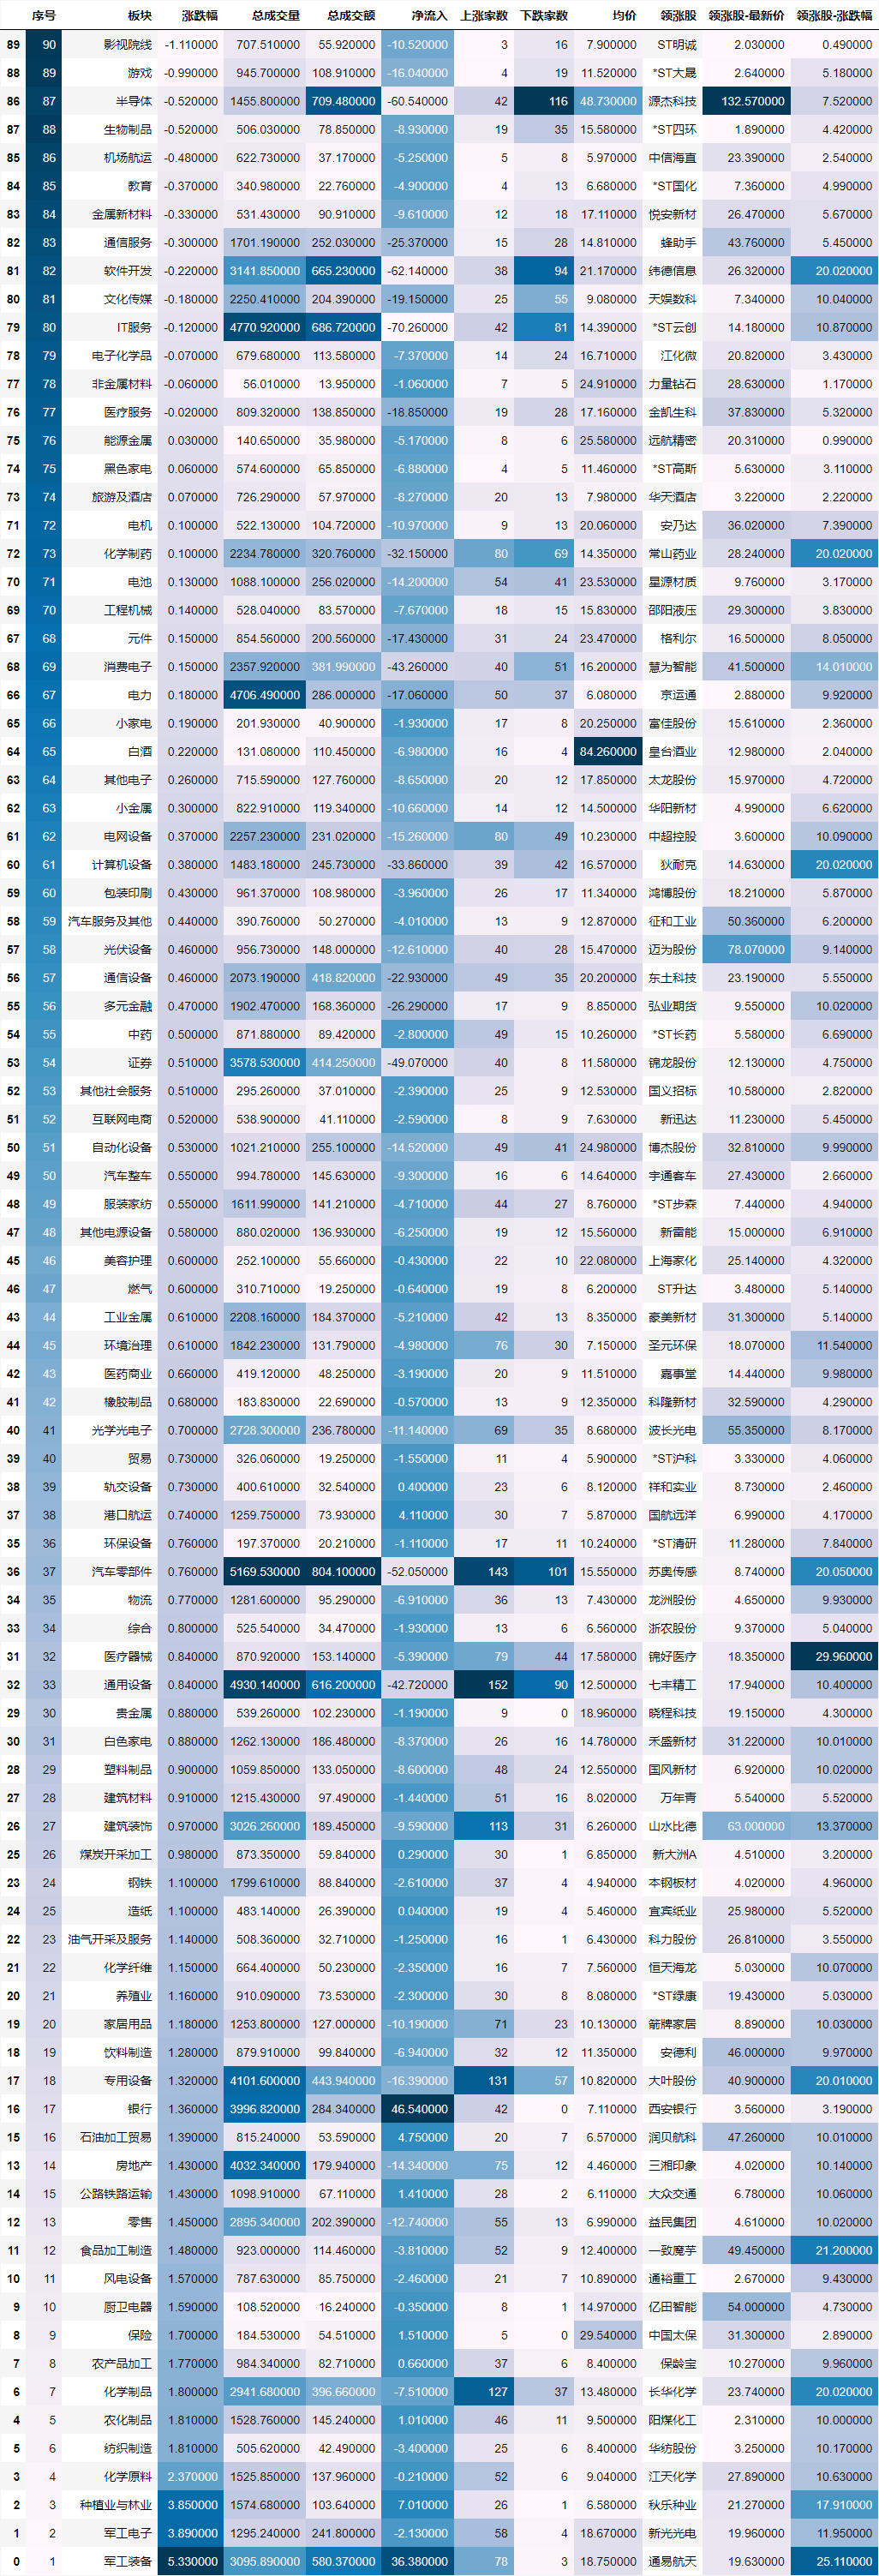 序号 板块 涨跌幅 总成交量 总成交额 净流入 上涨家数 下跌家数 均价 领涨股 领涨股-最新价 领涨股-涨跌幅
89 90 影视院线 -1.110000 707.510000 55.920000 -10.520000 3 16 7.900000 ST明诚 2.030000 0.490000
88 89 游戏 -0.990000 945.700000 108.910000 -16.040000 4 19 11.520000 *ST大晟 2.640000 5.180000
86 87 半导体 -0.520000 1455.800000 709.480000 -60.540000 42 116 48.730000 源杰科技 132.570000 7.520000
87 88 生物制品 -0.520000 506.030000 78.850000 -8.930000 19 35 15.580000 *ST四环 1.890000 4.420000
85 86 机场航运 -0.480000 622.730000 37.170000 -5.250000 5 8 5.970000 中信海直 23.390000 2.540000
84 85 教育 -0.370000 340.980000 22.760000 -4.900000 4 13 6.680000 *ST国化 7.360000 4.990000
83 84 金属新材料 -0.330000 531.430000 90.910000 -9.610000 12 18 17.110000 悦安新材 26.470000 5.670000
82 83 通信服务 -0.300000 1701.190000 252.030000 -25.370000 15 28 14.810000 蜂助手 43.760000 5.450000
81 82 软件开发 -0.220000 3141.850000 665.230000 -62.140000 38 94 21.170000 纬德信息 26.320000 20.020000
80 81 文化传媒 -0.180000 2250.410000 204.390000 -19.150000 25 55 9.080000 天娱数科 7.340000 10.040000
79 80 IT服务 -0.120000 4770.920000 686.720000 -70.260000 42 81 14.390000 *ST云创 14.180000 10.870000
78 79 电子化学品 -0.070000 679.680000 113.580000 -7.370000 14 24 16.710000 江化微 20.820000 3.430000
77 78 非金属材料 -0.060000 56.010000 13.950000 -1.060000 7 5 24.910000 力量钻石 28.630000 1.170000
76 77 医疗服务 -0.020000 809.320000 138.850000 -18.850000 19 28 17.160000 金凯生科 37.830000 5.320000
75 76 能源金属 0.030000 140.650000 35.980000 -5.170000 8 6 25.580000 远航精密 20.310000 0.990000
74 75 黑色家电 0.060000 574.600000 65.850000 -6.880000 4 5 11.460000 *ST高斯 5.630000 3.110000
73 74 旅游及酒店 0.070000 726.290000 57.970000 -8.270000 20 13 7.980000 华天酒店 3.220000 2.220000
71 72 电机 0.100000 522.130000 104.720000 -10.970000 9 13 20.060000 安乃达 36.020000 7.390000
72 73 化学制药 0.100000 2234.780000 320.760000 -32.150000 80 69 14.350000 常山药业 28.240000 20.020000
70 71 电池 0.130000 1088.100000 256.020000 -14.200000 54 41 23.530000 星源材质 9.760000 3.170000
69 70 工程机械 0.140000 528.040000 83.570000 -7.670000 18 15 15.830000 邵阳液压 29.300000 3.830000
67 68 元件 0.150000 854.560000 200.560000 -17.430000 31 24 23.470000 格利尔 16.500000 8.050000
68 69 消费电子 0.150000 2357.920000 381.990000 -43.260000 40 51 16.200000 慧为智能 41.500000 14.010000
66 67 电力 0.180000 4706.490000 286.000000 -17.060000 50 37 6.080000 京运通 2.880000 9.920000
65 66 小家电 0.190000 201.930000 40.900000 -1.930000 17 8 20.250000 富佳股份 15.610000 2.360000
64 65 白酒 0.220000 131.080000 110.450000 -6.980000 16 4 84.260000 皇台酒业 12.980000 2.040000
63 64 其他电子 0.260000 715.590000 127.760000 -8.650000 20 12 17.850000 太龙股份 15.970000 4.720000
62 63 小金属 0.300000 822.910000 119.340000 -10.660000 14 12 14.500000 华阳新材 4.990000 6.620000
61 62 电网设备 0.370000 2257.230000 231.020000 -15.260000 80 49 10.230000 中超控股 3.600000 10.090000
60 61 计算机设备 0.380000 1483.180000 245.730000 -33.860000 39 42 16.570000 狄耐克 14.630000 20.020000
59 60 包装印刷 0.430000 961.370000 108.980000 -3.960000 26 17 11.340000 鸿博股份 18.210000 5.870000
58 59 汽车服务及其他 0.440000 390.760000 50.270000 -4.010000 13 9 12.870000 征和工业 50.360000 6.200000
57 58 光伏设备 0.460000 956.730000 148.000000 -12.610000 40 28 15.470000 迈为股份 78.070000 9.140000
56 57 通信设备 0.460000 2073.190000 418.820000 -22.930000 49 35 20.200000 东土科技 23.190000 5.550000
55 56 多元金融 0.470000 1902.470000 168.360000 -26.290000 17 9 8.850000 弘业期货 9.550000 10.020000
54 55 中药 0.500000 871.880000 89.420000 -2.800000 49 15 10.260000 *ST长药 5.580000 6.690000
53 54 证券 0.510000 3578.530000 414.250000 -49.070000 40 8 11.580000 锦龙股份 12.130000 4.750000
52 53 其他社会服务 0.510000 295.260000 37.010000 -2.390000 25 9 12.530000 国义招标 10.580000 2.820000
51 52 互联网电商 0.520000 538.900000 41.110000 -2.590000 8 9 7.630000 新迅达 11.230000 5.450000
50 51 自动化设备 0.530000 1021.210000 255.100000 -14.520000 49 41 24.980000 博杰股份 32.810000 9.990000
49 50 汽车整车 0.550000 994.780000 145.630000 -9.300000 16 6 14.640000 宇通客车 27.430000 2.660000
48 49 服装家纺 0.550000 1611.990000 141.210000 -4.710000 44 27 8.760000 *ST步森 7.440000 4.940000
47 48 其他电源设备 0.580000 880.020000 136.930000 -6.250000 19 12 15.560000 新雷能 15.000000 6.910000
45 46 美容护理 0.600000 252.100000 55.660000 -0.430000 22 10 22.080000 上海家化 25.140000 4.320000
46 47 燃气 0.600000 310.710000 19.250000 -0.640000 19 8 6.200000 ST升达 3.480000 5.140000
43 44 工业金属 0.610000 2208.160000 184.370000 -5.210000 42 13 8.350000 豪美新材 31.300000 5.140000
44 45 环境治理 0.610000 1842.230000 131.790000 -4.980000 76 30 7.150000 圣元环保 18.070000 11.540000
42 43 医药商业 0.660000 419.120000 48.250000 -3.190000 20 9 11.510000 嘉事堂 14.440000 9.980000
41 42 橡胶制品 0.680000 183.830000 22.690000 -0.570000 13 9 12.350000 科隆新材 32.590000 4.290000
40 41 光学光电子 0.700000 2728.300000 236.780000 -11.140000 69 35 8.680000 波长光电 55.350000 8.170000
39 40 贸易 0.730000 326.060000 19.250000 -1.550000 11 4 5.900000 *ST沪科 3.330000 4.060000
38 39 轨交设备 0.730000 400.610000 32.540000 0.400000 23 6 8.120000 祥和实业 8.730000 2.460000
37 38 港口航运 0.740000 1259.750000 73.930000 4.110000 30 7 5.870000 国航远洋 6.990000 4.170000
35 36 环保设备 0.760000 197.370000 20.210000 -1.110000 17 11 10.240000 *ST清研 11.280000 7.840000
36 37 汽车零部件 0.760000 5169.530000 804.100000 -52.050000 143 101 15.550000 苏奥传感 8.740000 20.050000
34 35 物流 0.770000 1281.600000 95.290000 -6.910000 36 13 7.430000 龙洲股份 4.650000 9.930000
33 34 综合 0.800000 525.540000 34.470000 -1.930000 13 6 6.560000 浙农股份 9.370000 5.040000
31 32 医疗器械 0.840000 870.920000 153.140000 -5.390000 79 44 17.580000 锦好医疗 18.350000 29.960000
32 33 通用设备 0.840000 4930.140000 616.200000 -42.720000 152 90 12.500000 七丰精工 17.940000 10.400000
29 30 贵金属 0.880000 539.260000 102.230000 -1.190000 9 0 18.960000 晓程科技 19.150000 4.300000
30 31 白色家电 0.880000 1262.130000 186.480000 -8.370000 26 16 14.780000 禾盛新材 31.220000 10.010000
28 29 塑料制品 0.900000 1059.850000 133.050000 -8.600000 48 24 12.550000 国风新材 6.920000 10.020000
27 28 建筑材料 0.910000 1215.430000 97.490000 -1.440000 51 16 8.020000 万年青 5.540000 5.520000
26 27 建筑装饰 0.970000 3026.260000 189.450000 -9.590000 113 31 6.260000 山水比德 63.000000 13.370000
25 26 煤炭开采加工 0.980000 873.350000 59.840000 0.290000 30 1 6.850000 新大洲A 4.510000 3.200000
23 24 钢铁 1.100000 1799.610000 88.840000 -2.610000 37 4 4.940000 本钢板材 4.020000 4.960000
24 25 造纸 1.100000 483.140000 26.390000 0.040000 19 4 5.460000 宜宾纸业 25.980000 5.520000
22 23 油气开采及服务 1.140000 508.360000 32.710000 -1.250000 16 1 6.430000 科力股份 26.810000 3.550000
21 22 化学纤维 1.150000 664.400000 50.230000 -2.350000 16 7 7.560000 恒天海龙 5.030000 10.070000
20 21 养殖业 1.160000 910.090000 73.530000 -2.300000 30 8 8.080000 *ST绿康 19.430000 5.030000
19 20 家居用品 1.180000 1253.800000 127.000000 -10.190000 71 23 10.130000 箭牌家居 8.890000 10.030000
18 19 饮料制造 1.280000 879.910000 99.840000 -6.940000 32 12 11.350000 安德利 46.000000 9.970000
17 18 专用设备 1.320000 4101.600000 443.940000 -16.390000 131 57 10.820000 大叶股份 40.900000 20.010000
16 17 银行 1.360000 3996.820000 284.340000 46.540000 42 0 7.110000 西安银行 3.560000 3.190000
15 16 石油加工贸易 1.390000 815.240000 53.590000 4.750000 20 7 6.570000 润贝航科 47.260000 10.010000
13 14 房地产 1.430000 4032.340000 179.940000 -14.340000 75 12 4.460000 三湘印象 4.020000 10.140000
14 15 公路铁路运输 1.430000 1098.910000 67.110000 1.410000 28 2 6.110000 大众交通 6.780000 10.060000
12 13 零售 1.450000 2895.340000 202.390000 -12.740000 55 13 6.990000 益民集团 4.610000 10.020000
11 12 食品加工制造 1.480000 923.000000 114.460000 -3.810000 52 9 12.400000 一致魔芋 49.450000 21.200000
10 11 风电设备 1.570000 787.630000 85.750000 -2.460000 21 7 10.890000 通裕重工 2.670000 9.430000
9 10 厨卫电器 1.590000 108.520000 16.240000 -0.350000 8 1 14.970000 亿田智能 54.000000 4.730000
8 9 保险 1.700000 184.530000 54.510000 1.510000 5 0 29.540000 中国太保 31.300000 2.890000
7 8 农产品加工 1.770000 984.340000 82.710000 0.660000 37 6 8.400000 保龄宝 10.270000 9.960000
6 7 化学制品 1.800000 2941.680000 396.660000 -7.510000 127 37 13.480000 长华化学 23.740000 20.020000
4 5 农化制品 1.810000 1528.760000 145.240000 1.010000 46 11 9.500000 阳煤化工 2.310000 10.000000
5 6 纺织制造 1.810000 505.620000 42.490000 -3.400000 25 6 8.400000 华纺股份 3.250000 10.170000
3 4 化学原料 2.370000 1525.850000 137.960000 -0.210000 52 6 9.040000 江天化学 27.890000 10.630000
2 3 种植业与林业 3.850000 1574.680000 103.640000 7.010000 26 1 6.580000 秋乐种业 21.270000 17.910000
1 2 军工电子 3.890000 1295.240000 241.800000 -2.130000 58 4 18.670000 新光光电 19.960000 11.950000
0 1 军工装备 5.330000 3095.890000 580.370000 36.380000 78 3 18.750000 通易航天 19.630000 25.110000